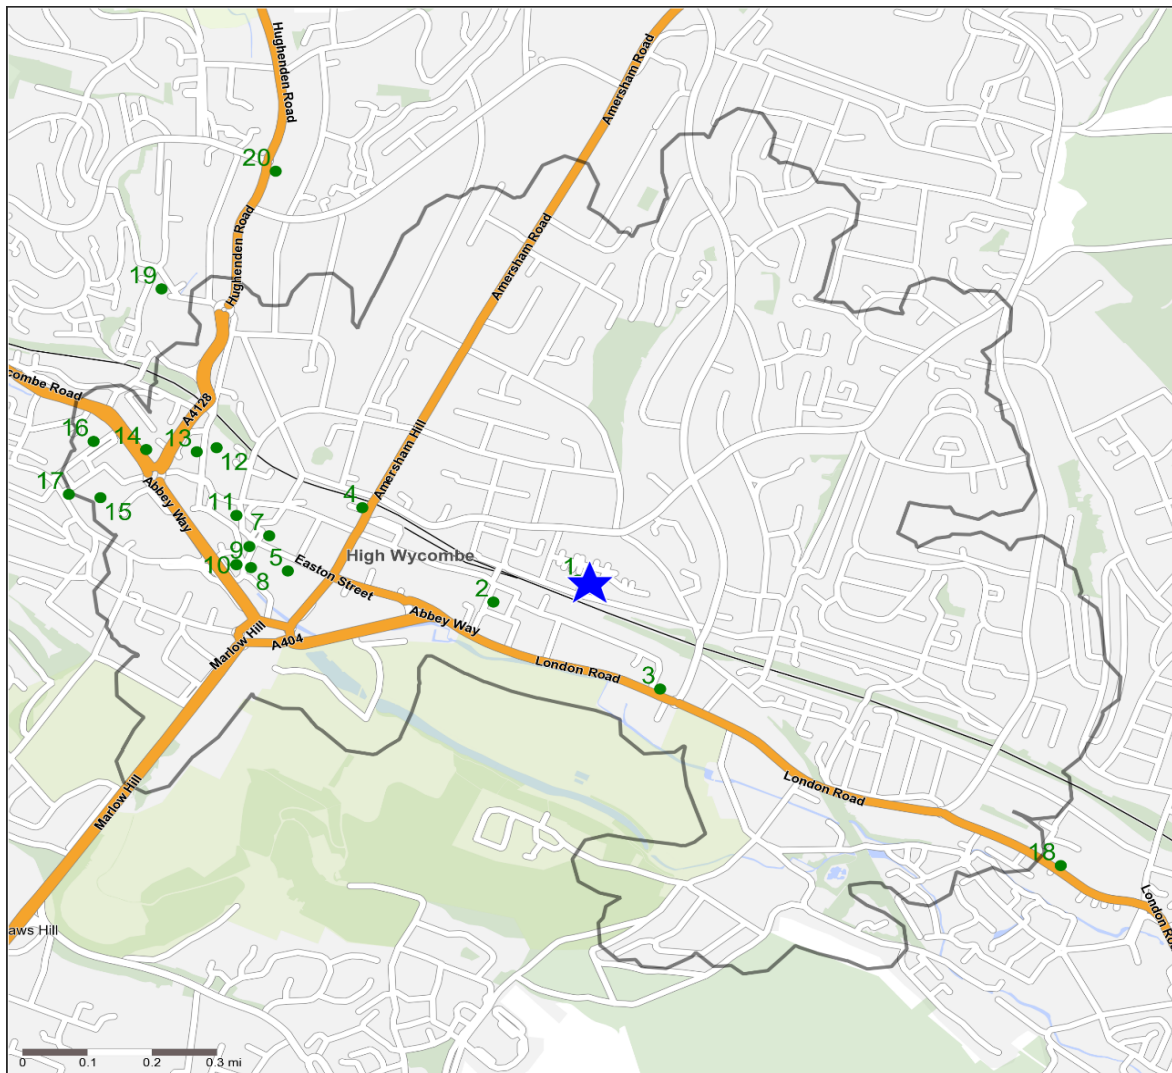 Hughenden Road
Amersham Road
20
Hughenden Road
Amersham Road
19
Hughenden Road
combe Road
A4128
Amersham Hill
16
14
13
12
17
15
Abbey Way
11
4
7
9
High Wycombe
10
8
5
Easton Street
1
2
Abbey Way
Marlow Hill
A404
London Road
3
Marlow Hill
London Road
18
London Ro
aws Hill
0 0.1 0.2 0.3 mi